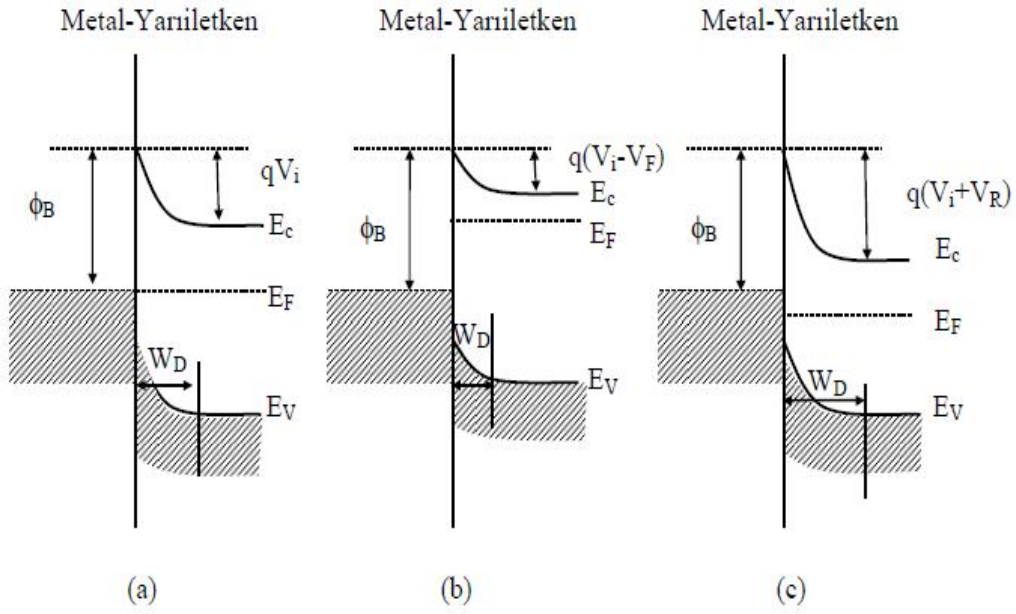 Metal-Yarıiletken
Metal-Yarıiletken
Metal-Yarıiletken
qVi
ϕB
Ec
EF
WD
EV
q(Vi-VF)
Ec
ϕB
EF
WD
EV
q(Vi+VR)
ϕB
Ec
EF
WD
EV
(a)
(b)
(c)